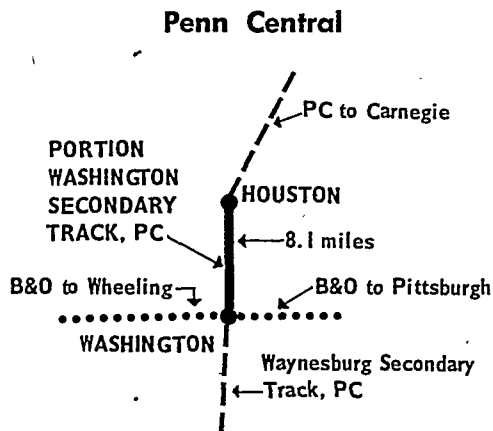 Penn Central
PC to Carnegie
PORTION
WASHINGTON
SECONDARY
TRACK, PC
HOUSTON
8.1 miles
B&O to Wheeling
B&O to Pittsburgh
WASHINGTON
Waynesburg Secondary
Track, PC